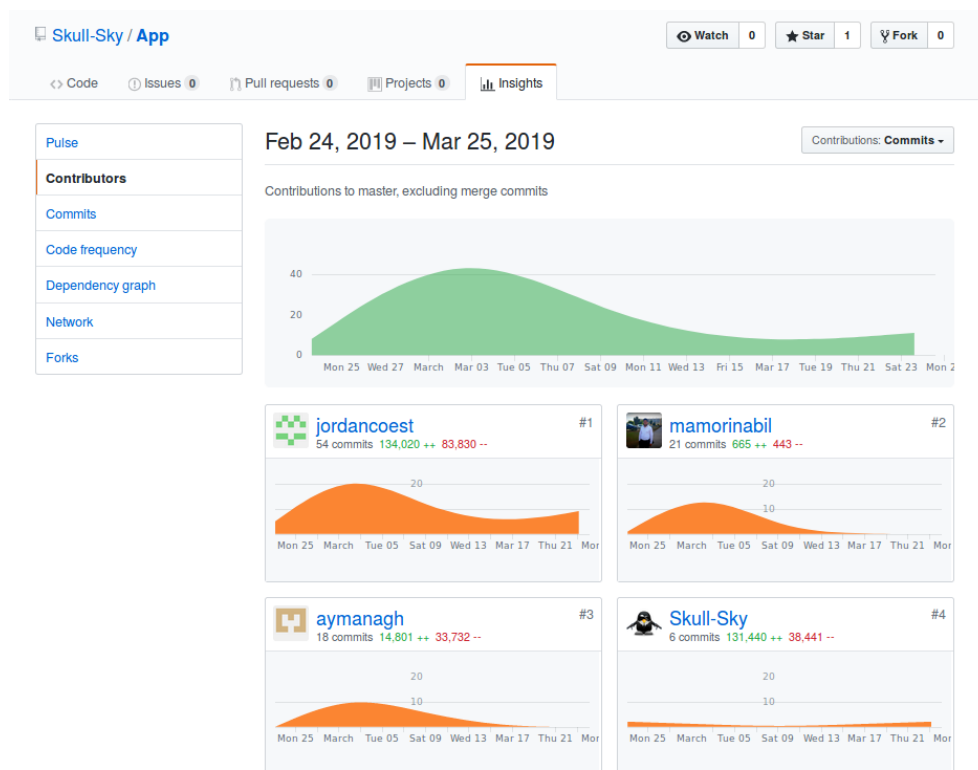 Skull-Sky / App
Watch 0 Star 1 Fork 0
Code Issues 0 Pull requests 0 Projects 0 Insights
Pulse
Contributors
Commits
Code frequency
Dependency graph
Network
Forks
Feb 24, 2019 – Mar 25, 2019
Contributions: Commits
Contributions to master, excluding merge commits
40
20
0
Mon 25 Wed 27 March Mar 03 Tue 05 Thu 07 Sat 09 Mon 11 Wed 13 Fri 15 Mar 17 Tue 19 Thu 21 Sat 23 Mon 2
jordancoest #1
54 commits 134,020 ++ 83,830 --
20
Mon 25 March Tue 05 Sat 09 Wed 13 Mar 17 Thu 21 Mor
mamorinabil #2
21 commits 665 ++ 443 --
20
10
Mon 25 March Tue 05 Sat 09 Wed 13 Mar 17 Thu 21 Mor
aymanagh #3
18 commits 14,801 ++ 33,732 --
20
10
Mon 25 March Tue 05 Sat 09 Wed 13 Mar 17 Thu 21 Mor
Skull-Sky #4
6 commits 131,440 ++ 38,441 --
20
10
Mon 25 March Tue 05 Sat 09 Wed 13 Mar 17 Thu 21 Mor